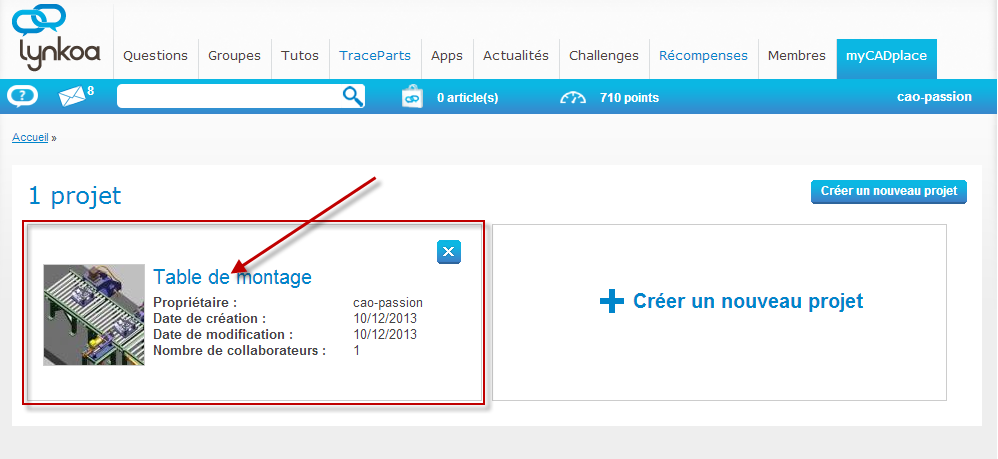 lynkoa
Questions Groupes Tutos TraceParts Apps Actualités Challenges Récompenses Membres myCADplace
? 8 0 article(s) 710 points cao-passion
Accueil »
1 projet
Créer un nouveau projet
Table de montage
Propriétaire : cao-passion
Date de création : 10/12/2013
Date de modification : 10/12/2013
Nombre de collaborateurs : 1
Créer un nouveau projet